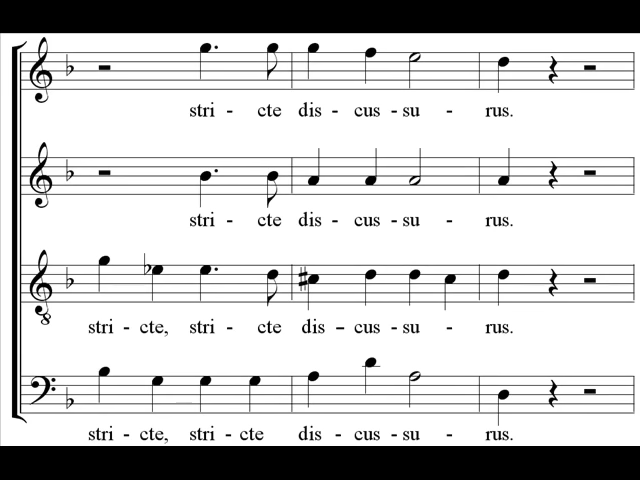 stri - cte dis - cus - su - rus.
stri - cte dis - cus - su - rus.
stri - cte, stri - cte dis - cus - su - rus.
stri - cte, stri - cte dis - cus - su - rus.